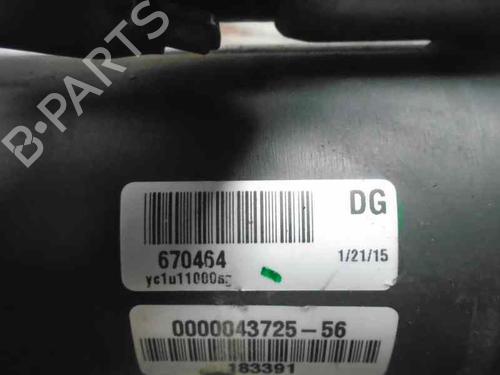 B-PARTS
DG
670464
1/21/15
yc1u11000ag
0000043725-56
183391